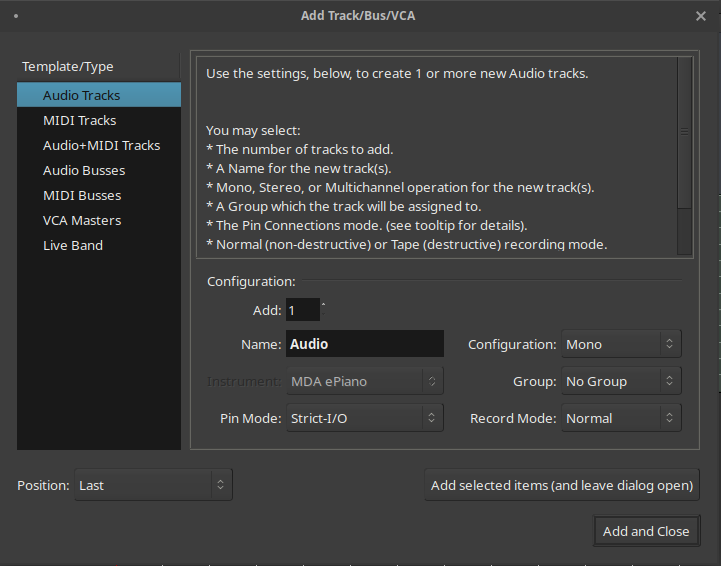 Add Track/Bus/VCA
Template/Type
Audio Tracks
MIDI Tracks
Audio+MIDI Tracks
Audio Busses
MIDI Busses
VCA Masters
Live Band
Use the settings, below, to create 1 or more new Audio tracks.
You may select:
* The number of tracks to add.
* A Name for the new track(s).
* Mono, Stereo, or Multichannel operation for the new track(s).
* A Group which the track will be assigned to.
* The Pin Connections mode. (see tooltip for details).
* Normal (non-destructive) or Tape (destructive) recording mode.
Configuration:
Add: 1
Name: Audio Configuration: Mono
Instrument: MDA ePiano Group: No Group
Pin Mode: Strict-I/O Record Mode: Normal
Position: Last Add selected items (and leave dialog open)
Add and Close